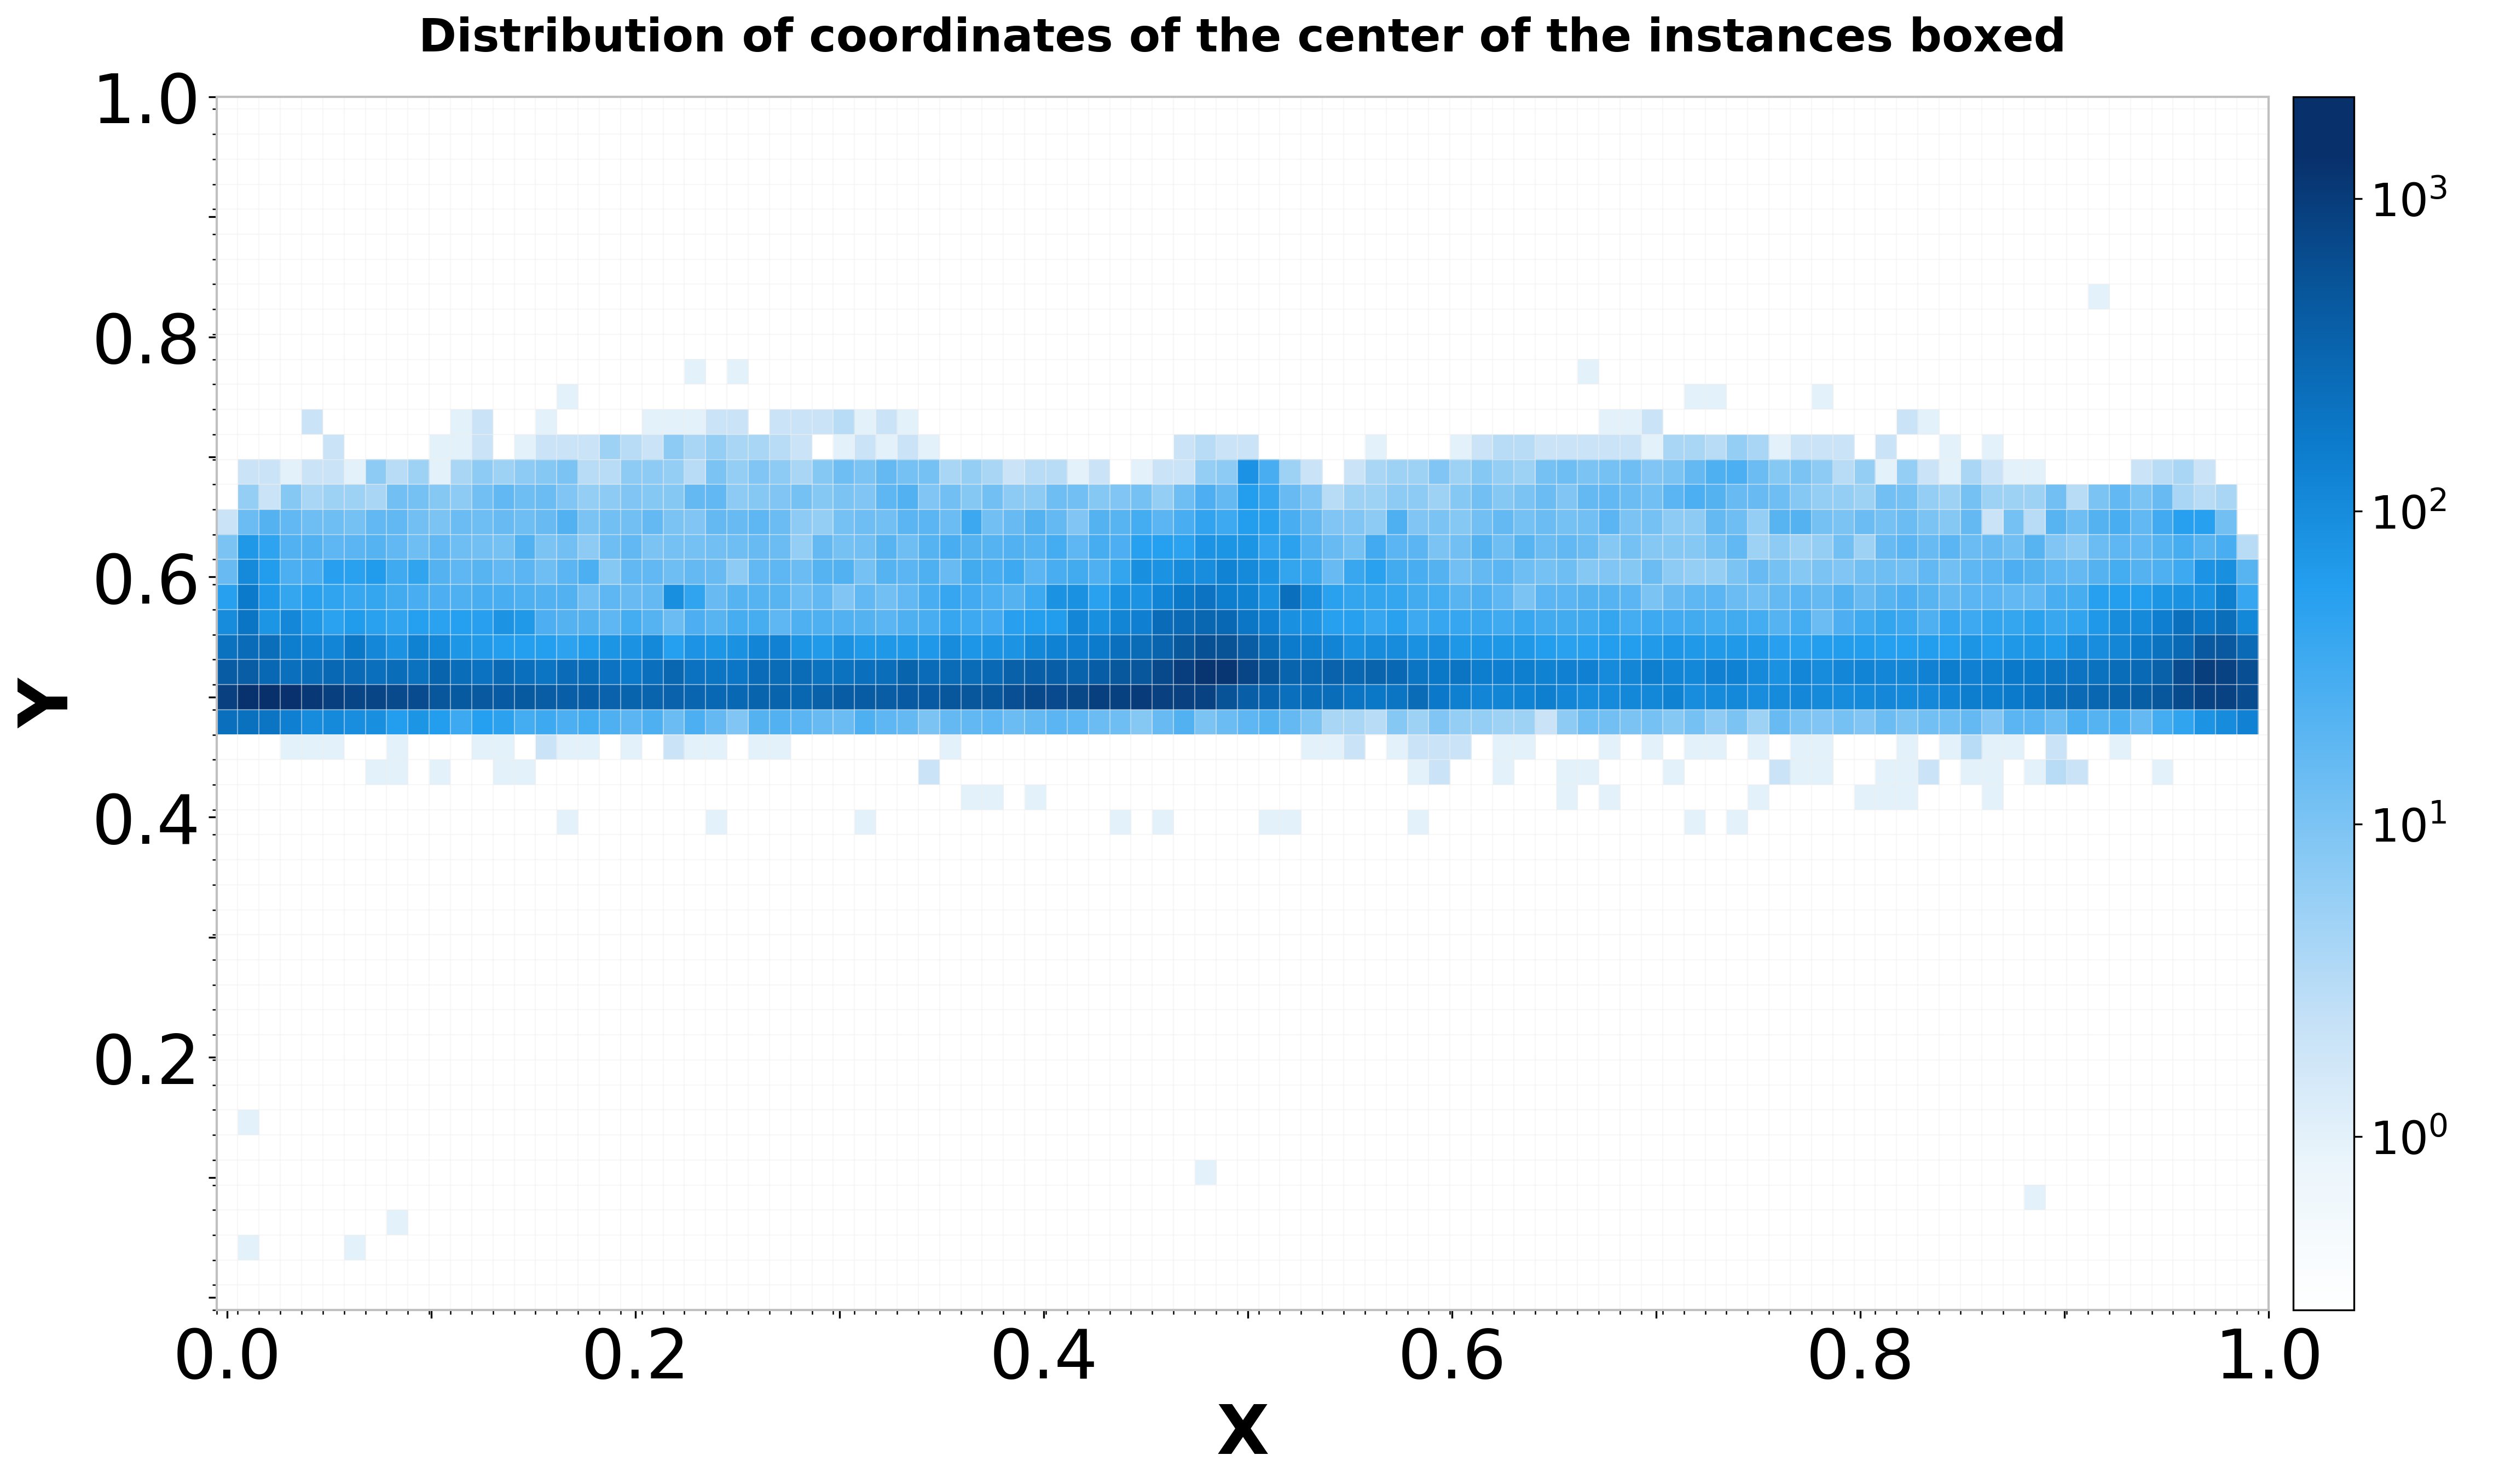 Distribution of coordinates of the center of the instances boxed
1.0
0.8
0.6
0.4
0.2
Y
0.0 0.2 0.4 0.6 0.8 1.0
X
10³
10²
10¹
10⁰